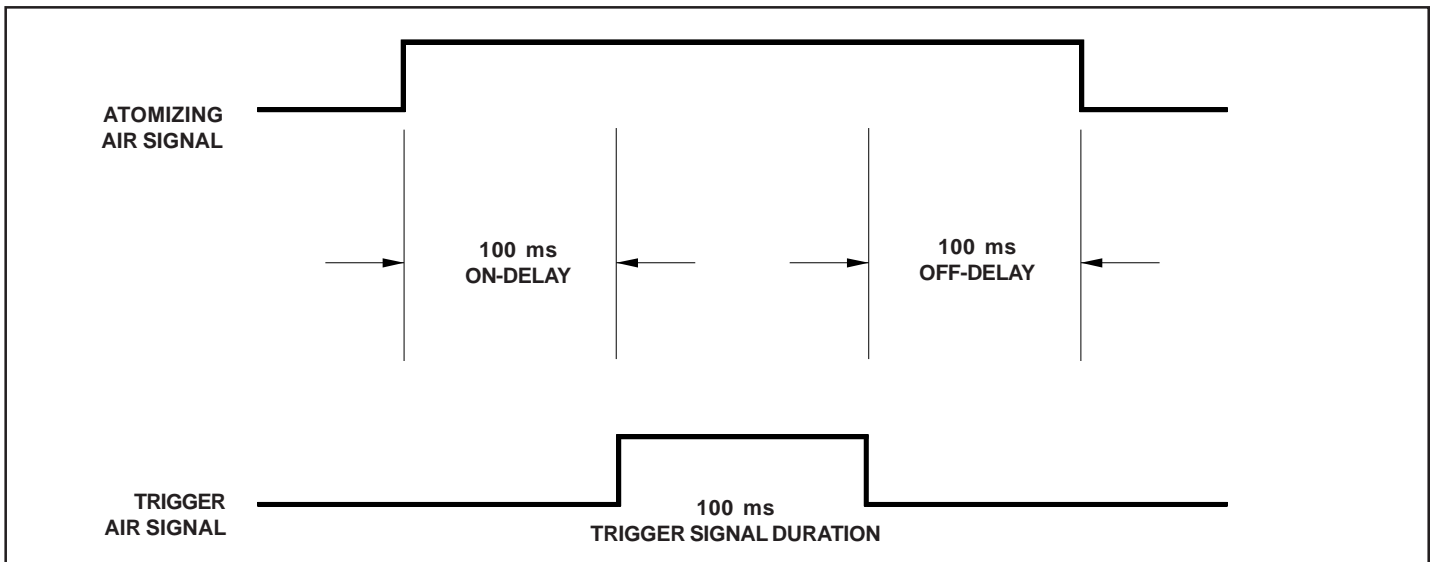 ATOMIZING
AIR SIGNAL
100 ms
ON-DELAY
100 ms
OFF-DELAY
TRIGGER
AIR SIGNAL
100 ms
TRIGGER SIGNAL DURATION